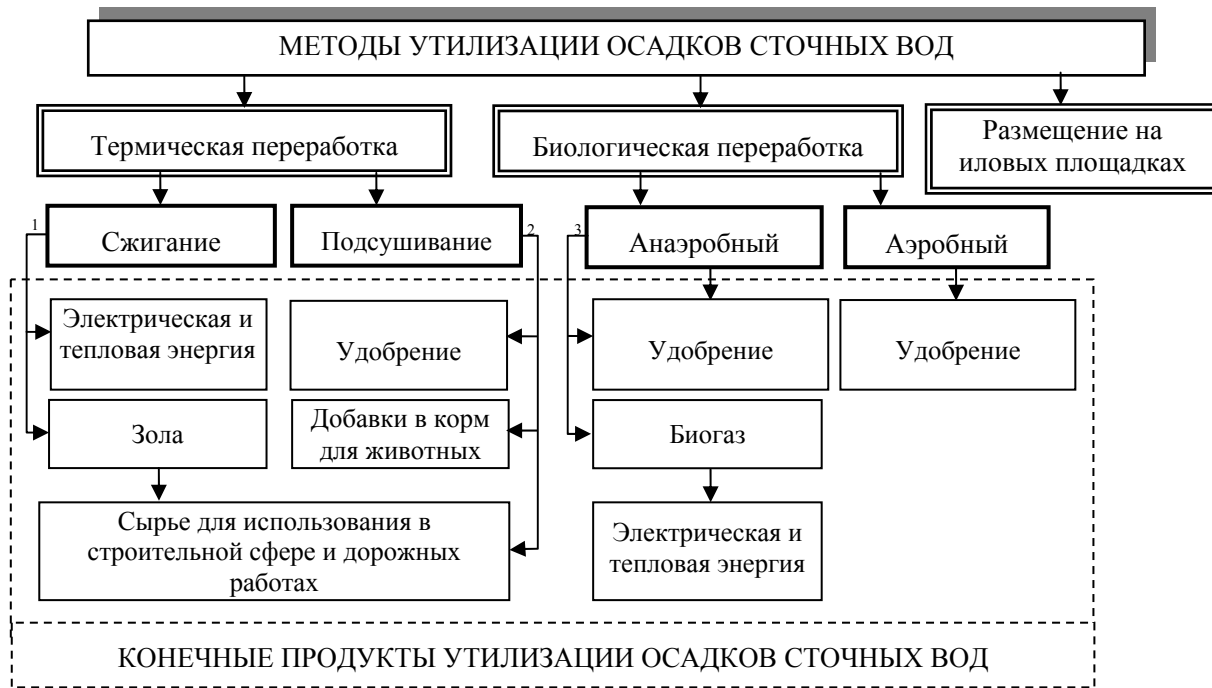 МЕТОДЫ УТИЛИЗАЦИИ ОСАДКОВ СТОЧНЫХ ВОД
Термическая переработка
Биологическая переработка
Размещение на
иловых площадках
1
Сжигание
Подсушивание
2
3
Анаэробный
Аэробный
Электрическая и
тепловая энергия
Удобрение
Удобрение
Удобрение
Зола
Добавки в корм
для животных
Биогаз
Сырье для использования в
строительной сфере и дорожных
работах
Электрическая и
тепловая энергия
КОНЕЧНЫЕ ПРОДУКТЫ УТИЛИЗАЦИИ ОСАДКОВ СТОЧНЫХ ВОД